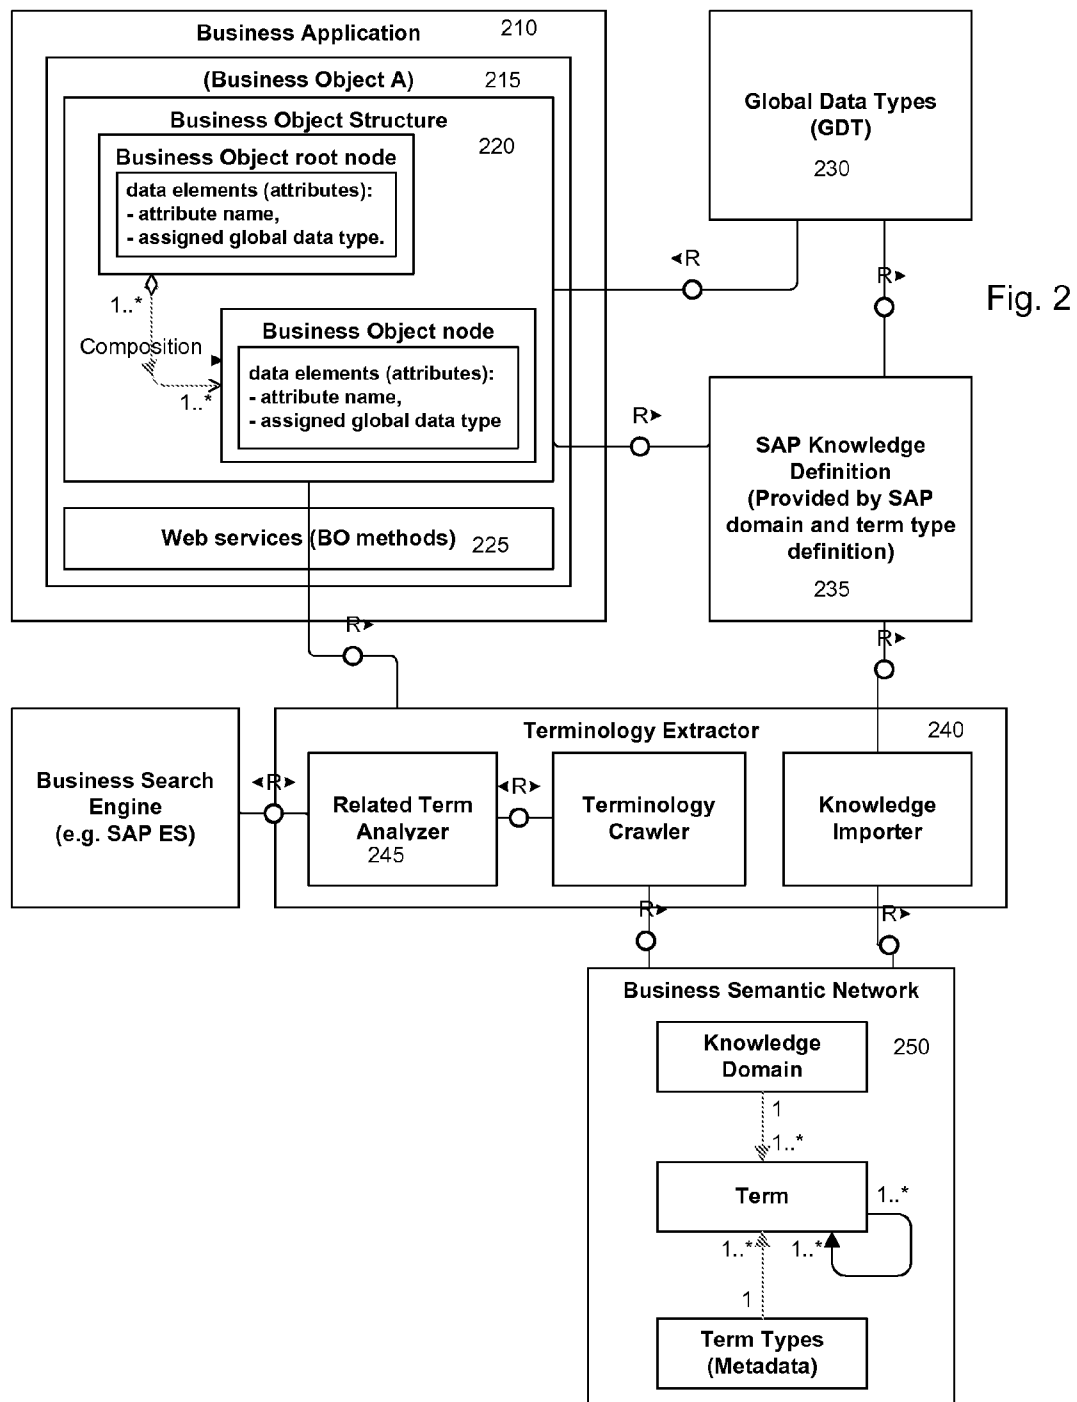 Business Application 210
(Business Object A) 215
Business Object Structure 220
Business Object root node
data elements (attributes):
- attribute name,
- assigned global data type.
1..*
Composition
1..*
Business Object node
data elements (attributes):
- attribute name,
- assigned global data type
Web services (BO methods) 225
Global Data Types
(GDT)
230
R
R
Fig. 2
R
SAP Knowledge
Definition
(Provided by SAP
domain and term type
definition)
235
R
R
Business Search
Engine
(e.g. SAP ES)
R
Terminology Extractor 240
Related Term
Analyzer
245
R
Terminology
Crawler
Knowledge
Importer
R
R
Business Semantic Network
250
Knowledge
Domain
1
1..*
Term
1..*
1..*
1..*
1
Term Types
(Metadata)